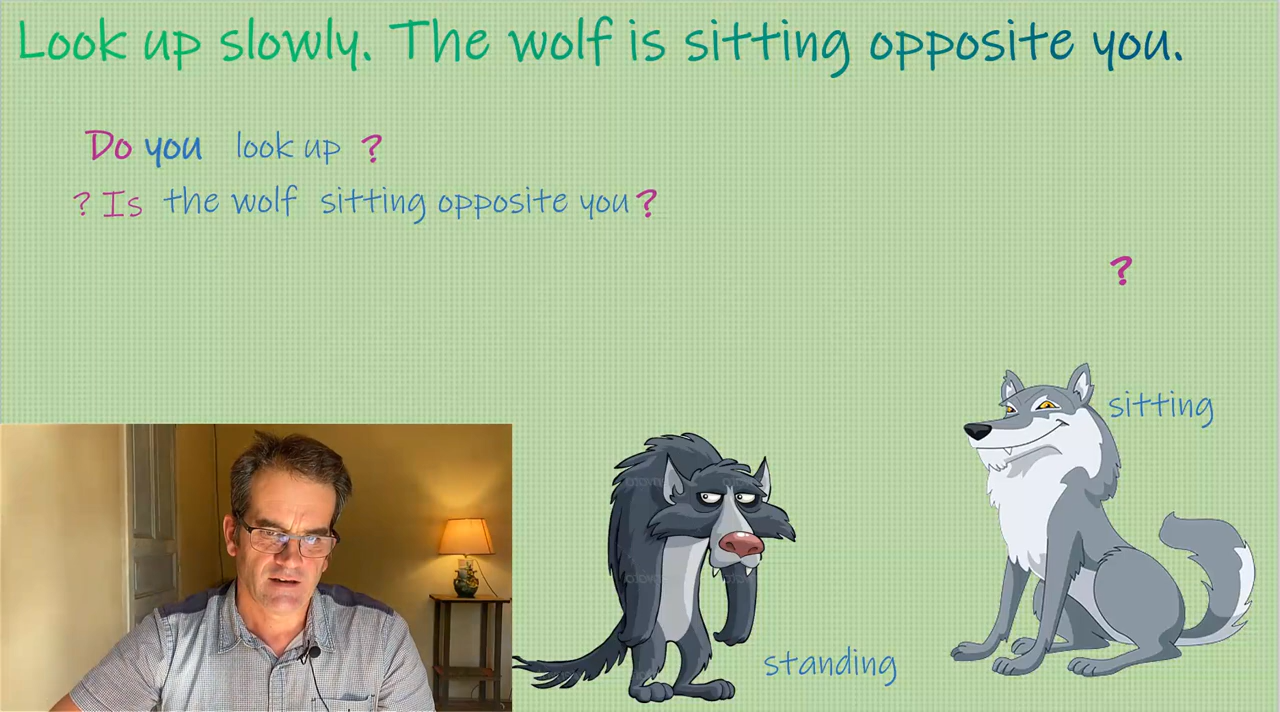 Look up slowly. The wolf is sitting opposite you.
Do you look up ?
? Is the wolf sitting opposite you ?
?
sitting
standing